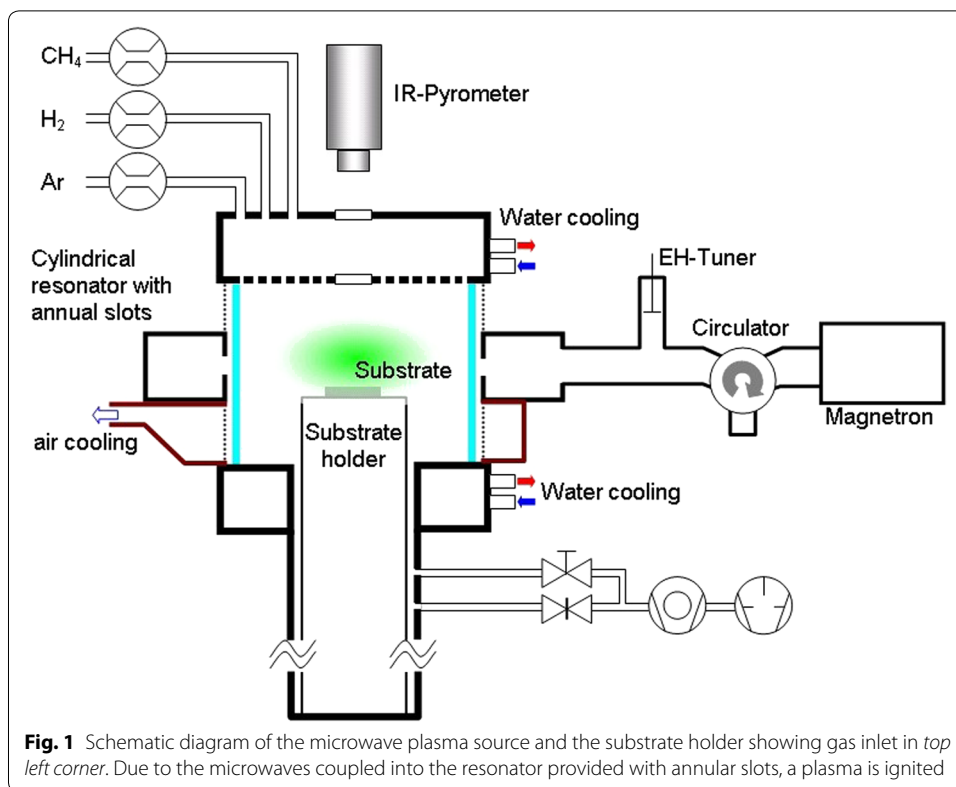 CH4
IR-Pyrometer
H2
Ar
Water cooling
Cylindrical
resonator with
annual slots
EH-Tuner
Circulator
Substrate
Magnetron
air cooling
Substrate
holder
Water cooling
Fig. 1 Schematic diagram of the microwave plasma source and the substrate holder showing gas inlet in top
left corner. Due to the microwaves coupled into the resonator provided with annular slots, a plasma is ignited